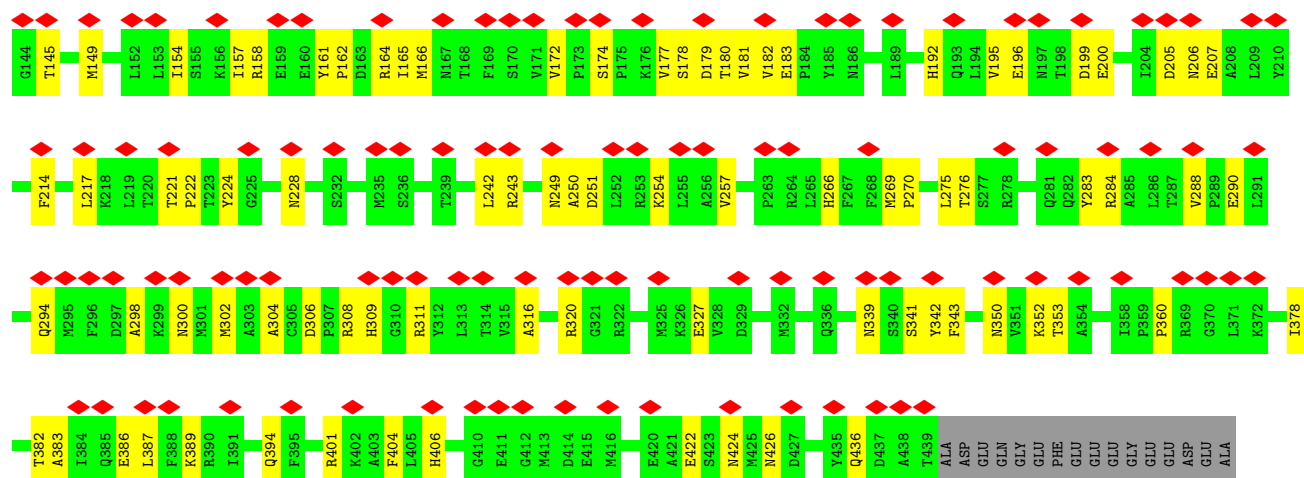 G144 T145 M149 L152 L153 I154 S155 K156 I157 R158 E159 E160 Y161 P162 D163 R164 I165 M166 N167 T168 F169 S170 V171 V172 P173 S174 P175 K176 V177 S178 D179 T180 V181 V182 E183 P184 Y185 N186 L189 H192 Q193 L194 V195 E196 N197 T198 D199 E200 I204 D205 N206 E207 A208 L209 Y210
F214 L217 K218 L219 T220 T221 P222 T223 Y224 G225 N228 S232 M235 S236 T239 L242 R243 N249 A250 D251 L252 R253 K254 L255 A256 V257 P263 R264 L265 H266 F267 F268 M269 P270 L275 T276 S277 R278 Q281 Q282 Y283 R284 A285 L286 T287 V288 P289 E290 L291
Q294 M295 F296 D297 A298 K299 N300 M301 M302 A303 A304 C305 D306 P307 R308 H309 G310 R311 Y312 L313 T314 V315 A316 R320 G321 R322 M325 K326 E327 V328 D329 M332 Q336 N339 S340 S341 Y342 F343 N350 V351 K352 T353 A354 I358 P359 P360 R369 G370 L371 K372 I378
T382 A383 I384 Q385 E386 L387 F388 K389 R390 I391 Q394 F395 R401 K402 A403 F404 L405 H406 G410 E411 G412 M413 D414 E415 M416 E420 A421 E422 S423 N424 M425 N426 D427 Y435 Q436 D437 A438 T439 ALA ASP GLU GLN GLY GLU PHE GLU GLU GLU GLY GLU GLU ASP GLU ALA